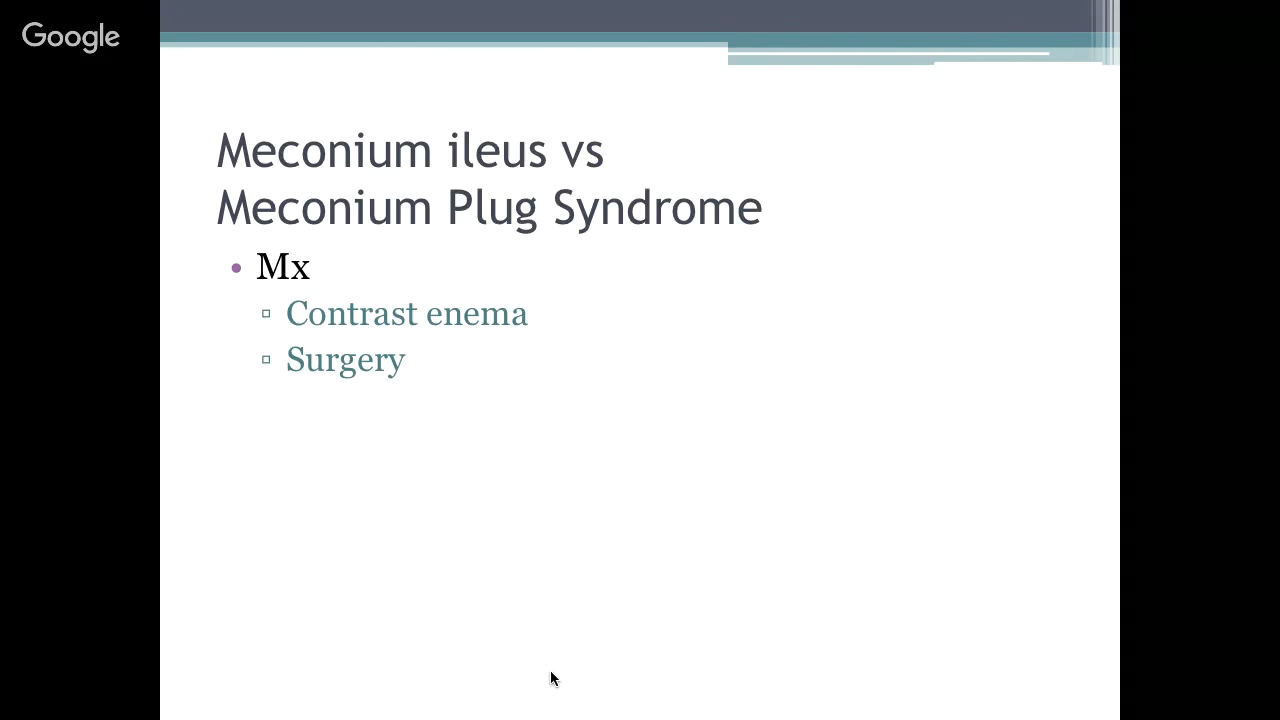 Google
Meconium ileus vs
Meconium Plug Syndrome
Mx
Contrast enema
Surgery